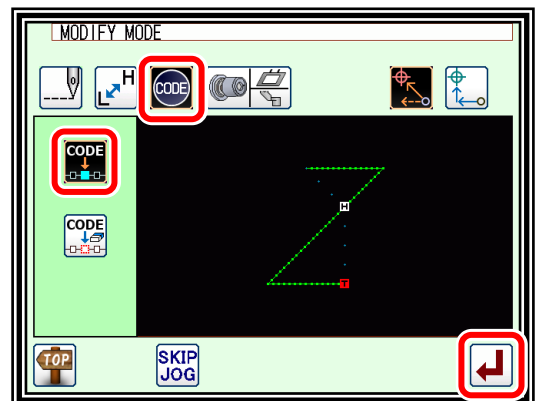 MODIFY MODE
L H CODE
CODE
CODE
H
T
TOP SKIP JOG